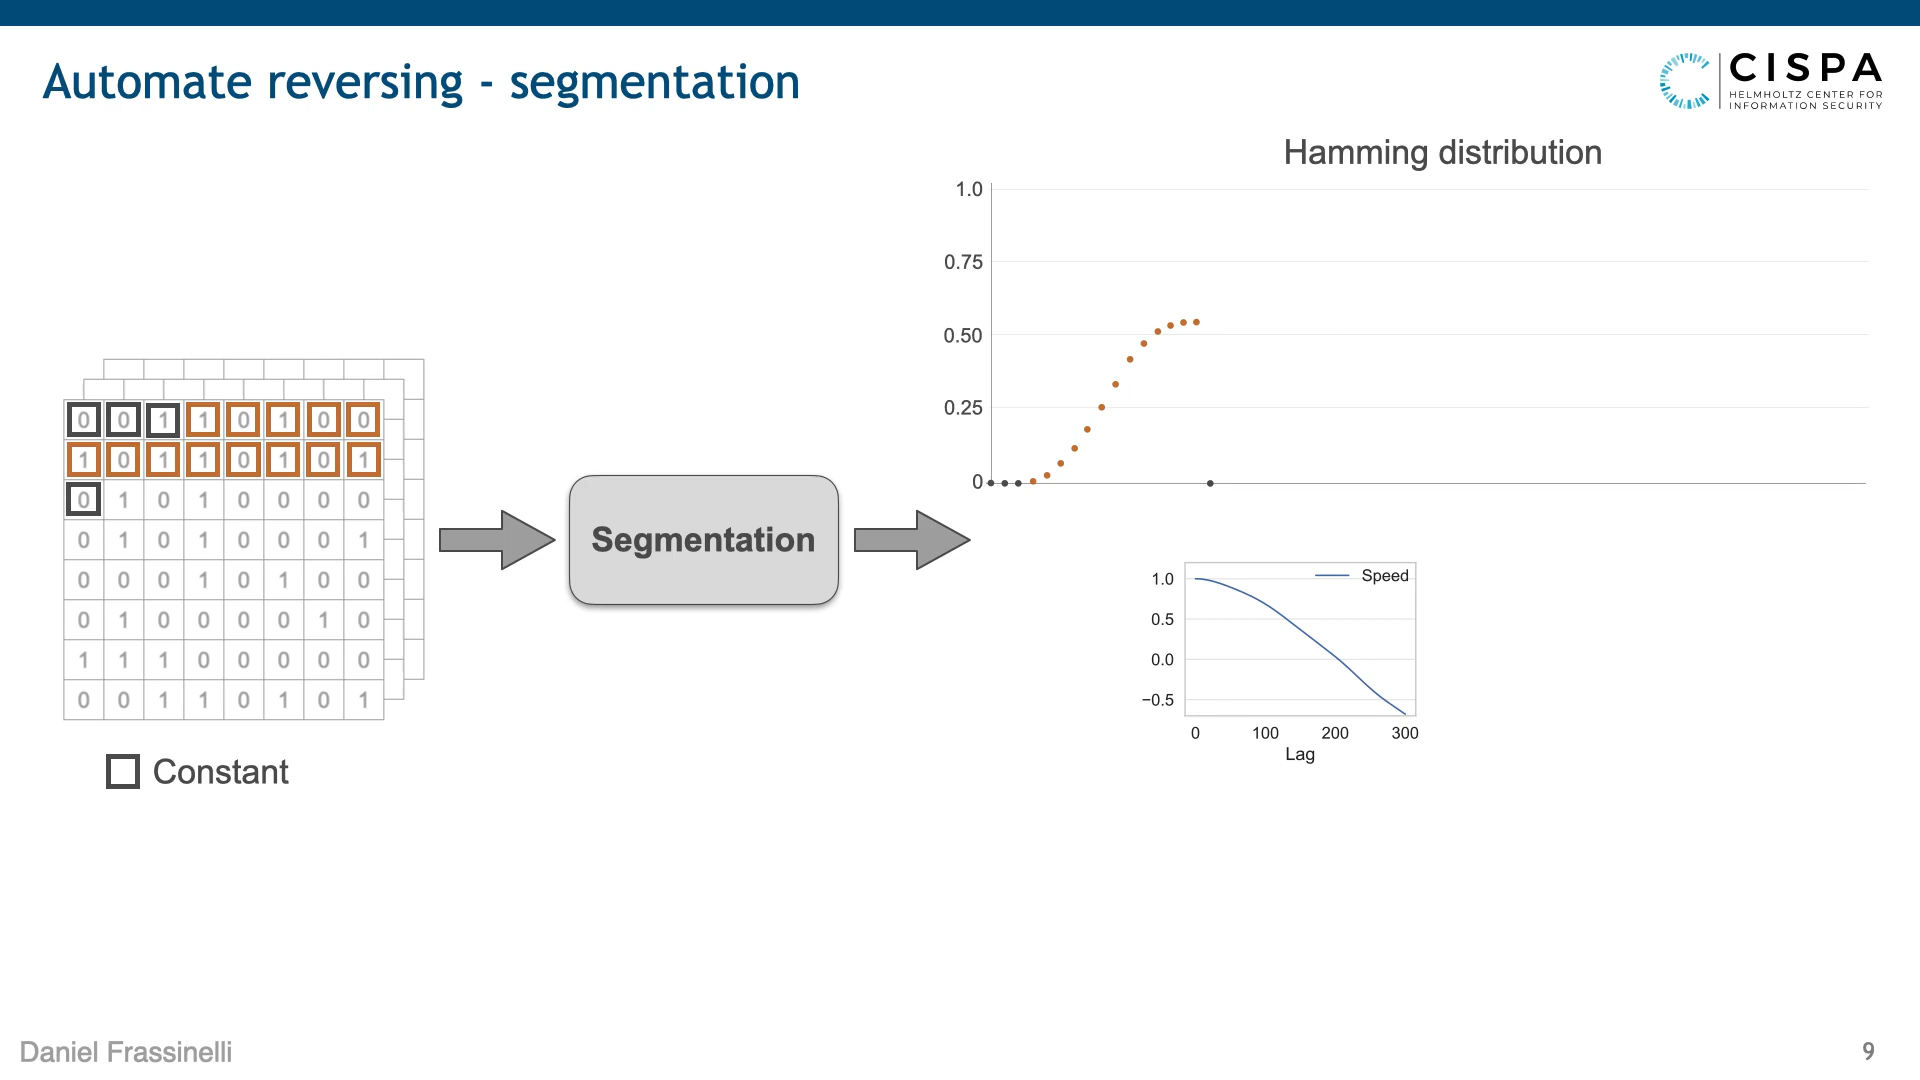 Automate reversing - segmentation
CISPA
HELMHOLTZ CENTER FOR
INFORMATION SECURITY
Hamming distribution
1.0
0.75
0.50
0.25
0
0 0 1 1 0 1 0 0
1 0 1 1 0 1 0 1
0 1 0 1 0 0 0 0
0 1 0 1 0 0 0 1
0 0 0 1 0 1 0 0
0 1 0 0 0 0 1 0
1 1 1 0 0 0 0 0
0 0 1 1 0 1 0 1
Constant
Segmentation
Speed
1.0
0.5
0.0
−0.5
0 100 200 300
Lag
Daniel Frassinelli
9